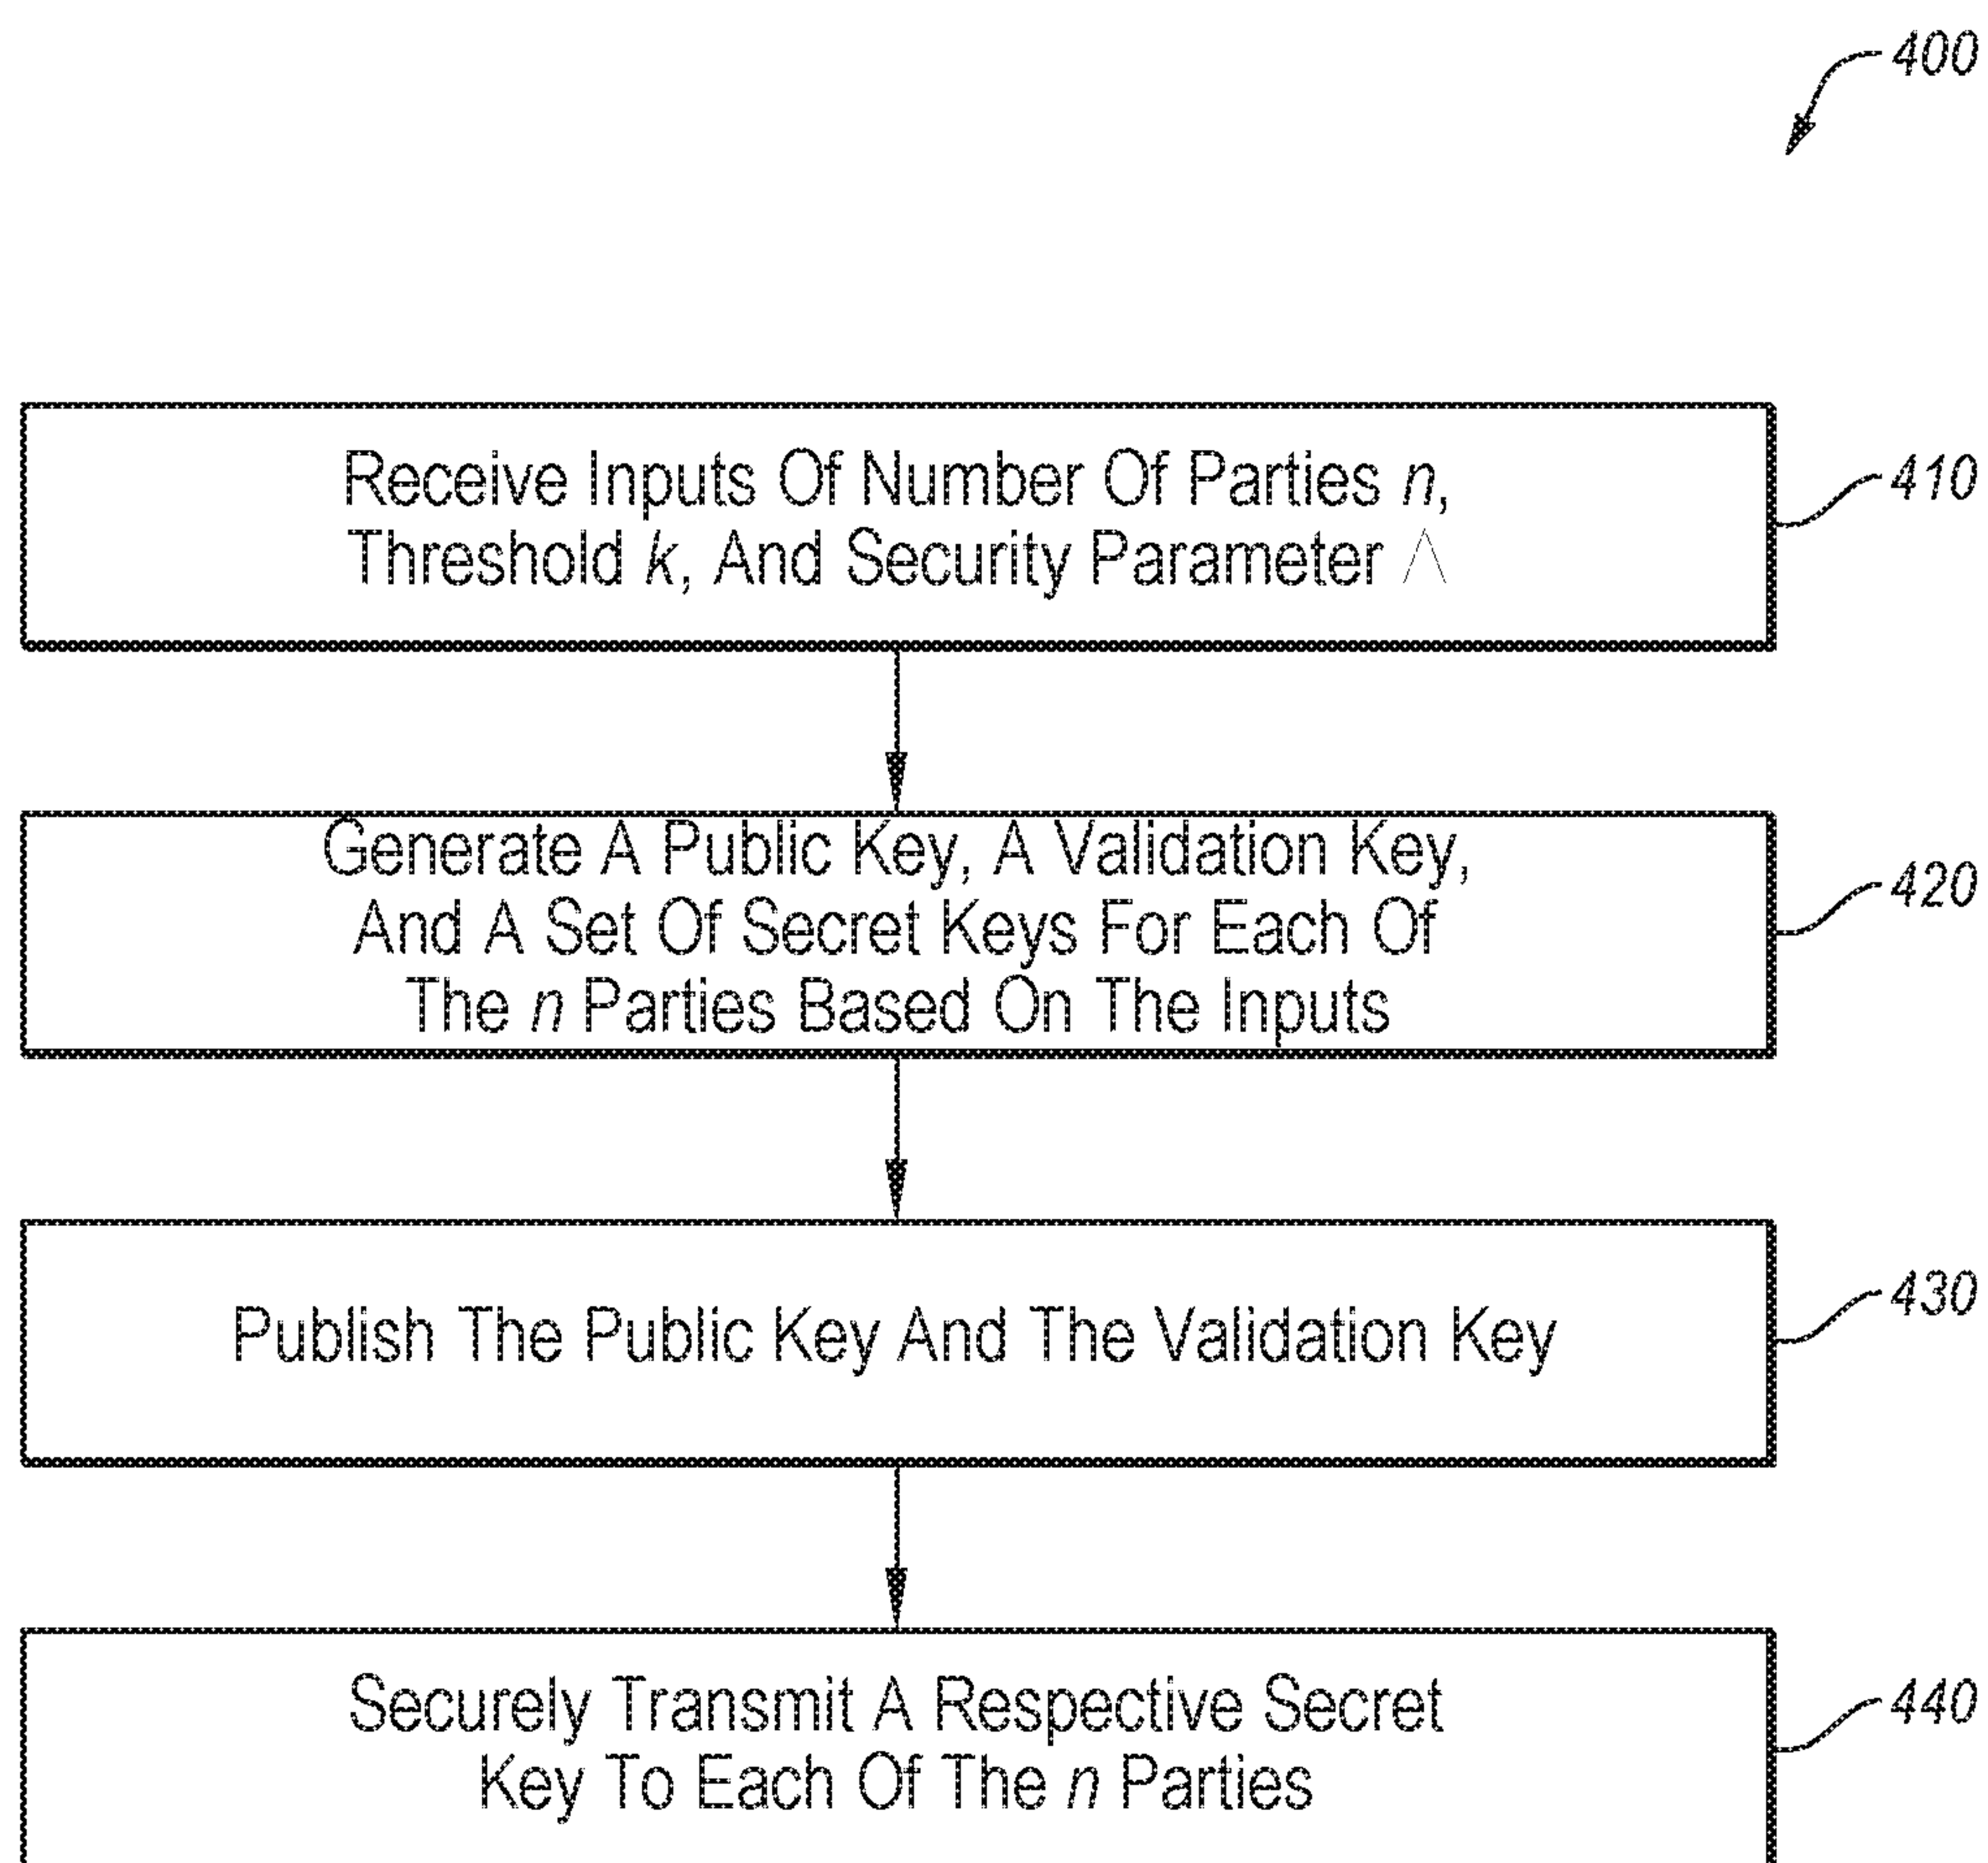 400
Receive Inputs Of Number Of Parties n,
Threshold k, And Security Parameter Λ
410
Generate A Public Key, A Validation Key,
And A Set Of Secret Keys For Each Of
The n Parties Based On The Inputs
420
Publish The Public Key And The Validation Key
430
Securely Transmit A Respective Secret
Key To Each Of The n Parties
440